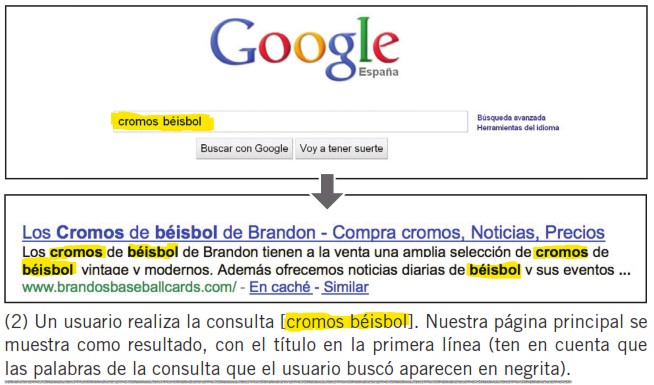 Google
España
cromos béisbol
Búsqueda avanzada
Herramientas del idioma
Buscar con Google
Voy a tener suerte
Los Cromos de béisbol de Brandon - Compra cromos, Noticias, Precios
Los cromos de béisbol de Brandon tienen a la venta una amplia selección de cromos de
béisbol vintage y modernos. Además ofrecemos noticias diarias de béisbol y sus eventos ...
www.brandosbaseballcards.com/ - En caché - Similar
(2) Un usuario realiza la consulta [cromos béisbol]. Nuestra página principal se
muestra como resultado, con el título en la primera línea (ten en cuenta que
las palabras de la consulta que el usuario buscó aparecen en negrita).